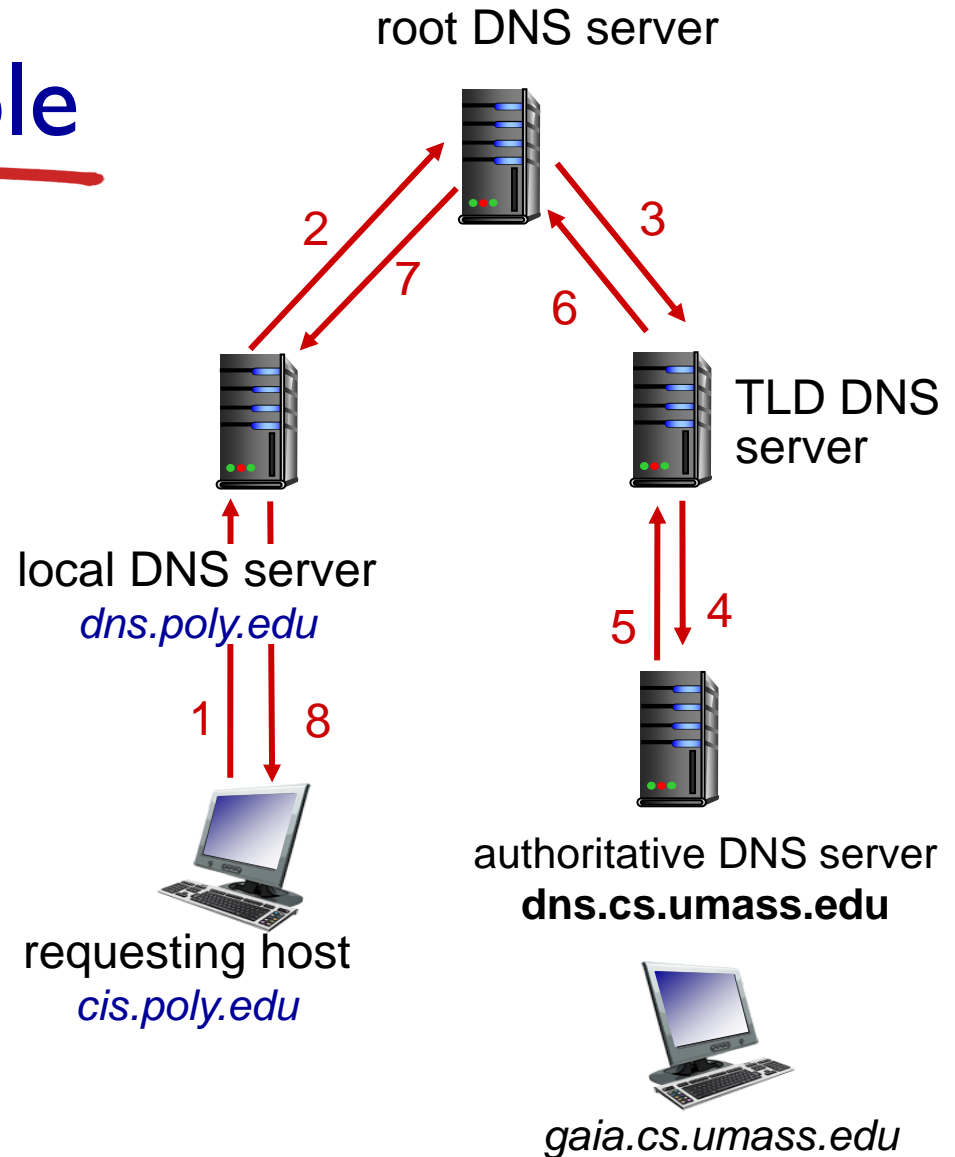 root DNS server
ple
2
3
7
6
TLD DNS
server
local DNS server
dns.poly.edu
5
4
1
8
authoritative DNS server
dns.cs.umass.edu
requesting host
cis.poly.edu
gaia.cs.umass.edu